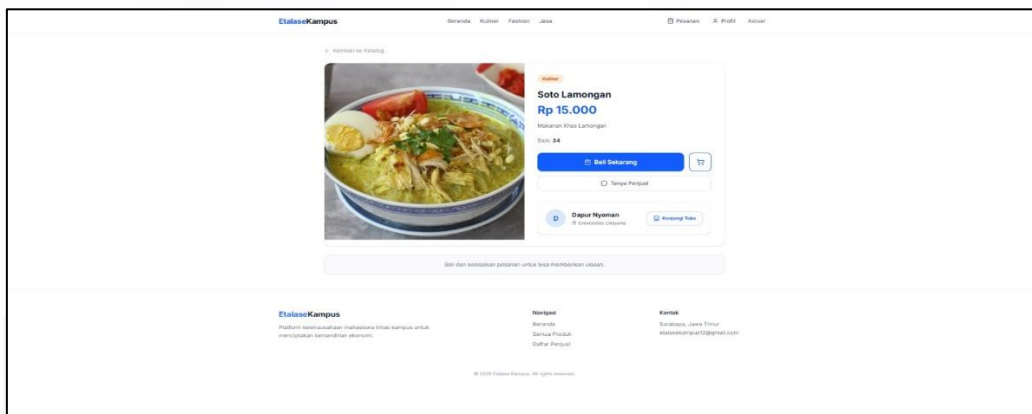 EtalaseKampus
Beranda Kuliner Fashion Jasa
Pesanan Profil Keluar
← Kembali ke Katalog
Kuliner
Soto Lamongan
Rp 15.000
Makanan Khas Lamongan
Stok: 34
Beli Sekarang
Tanya Penjual
D
Dapur Nyoman
Universitas Udayana
Kunjungi Toko
Beli dan selesaikan pesanan untuk bisa memberikan ulasan.
EtalaseKampus
Platform kewirausahaan mahasiswa lintas kampus untuk
menciptakan kemandirian ekonomi.
Navigasi
Beranda
Semua Produk
Daftar Penjual
Kontak
Surabaya, Jawa Timur
etalasekampus12@gmail.com
Etalase Kampus. All rights reserved.